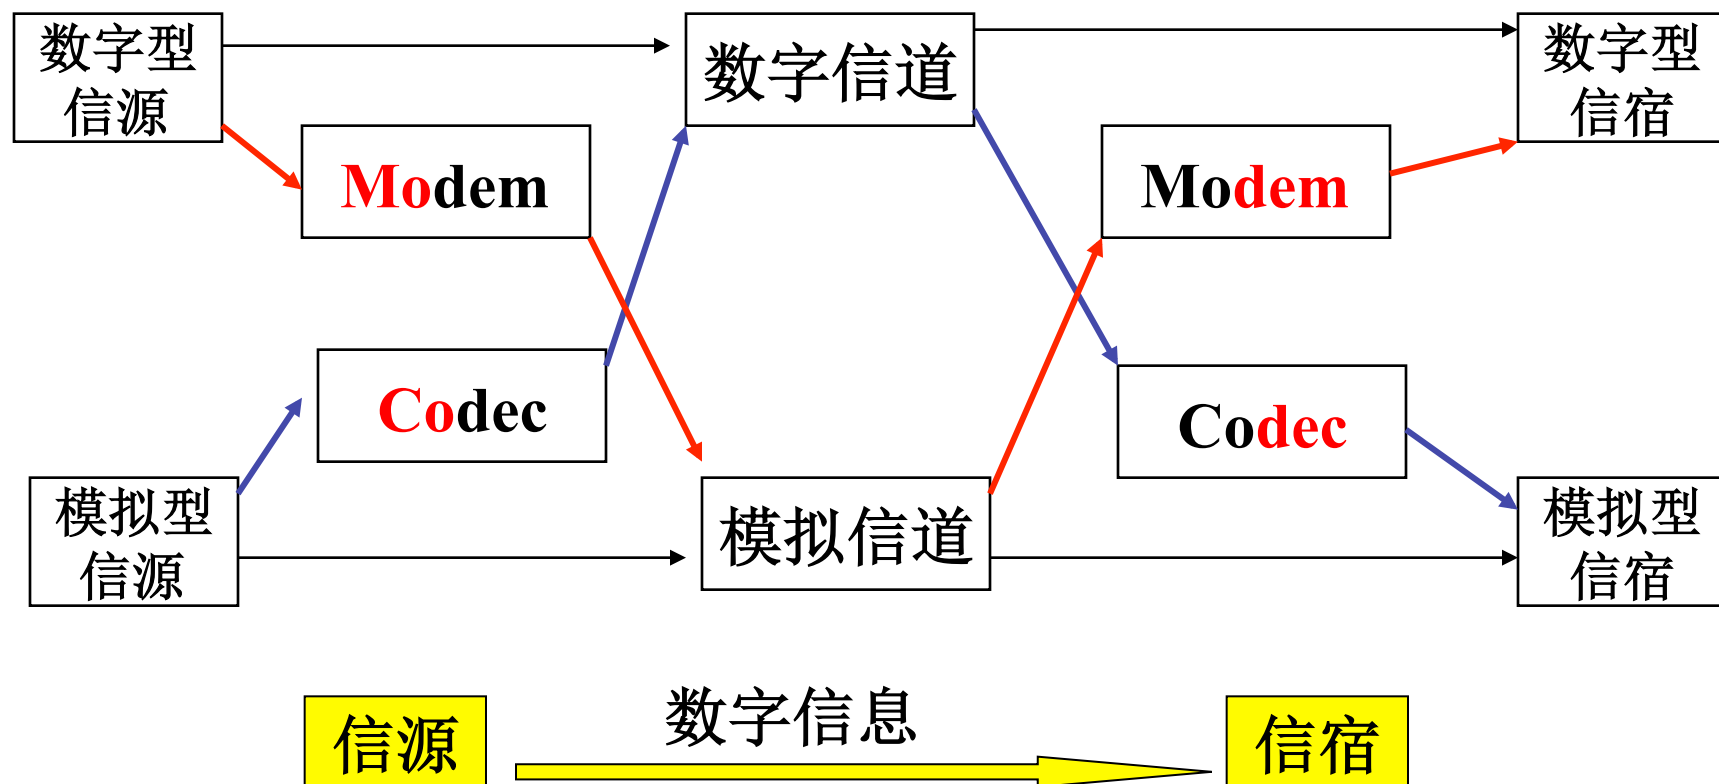 数字型
信源
数字信道
数字型
信宿
Modem
Modem
Codec
Codec
模拟型
信源
模拟信道
模拟型
信宿
数字信息
信源
信宿